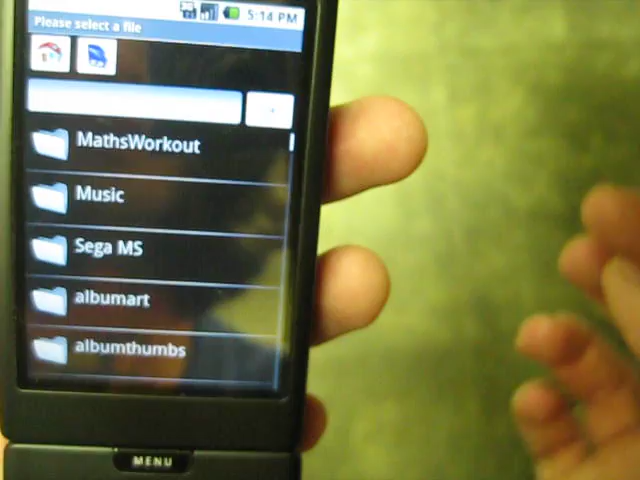 5:14 PM
Please select a file
MathsWorkout
Music
Sega MS
albumart
albumthumbs
MENU